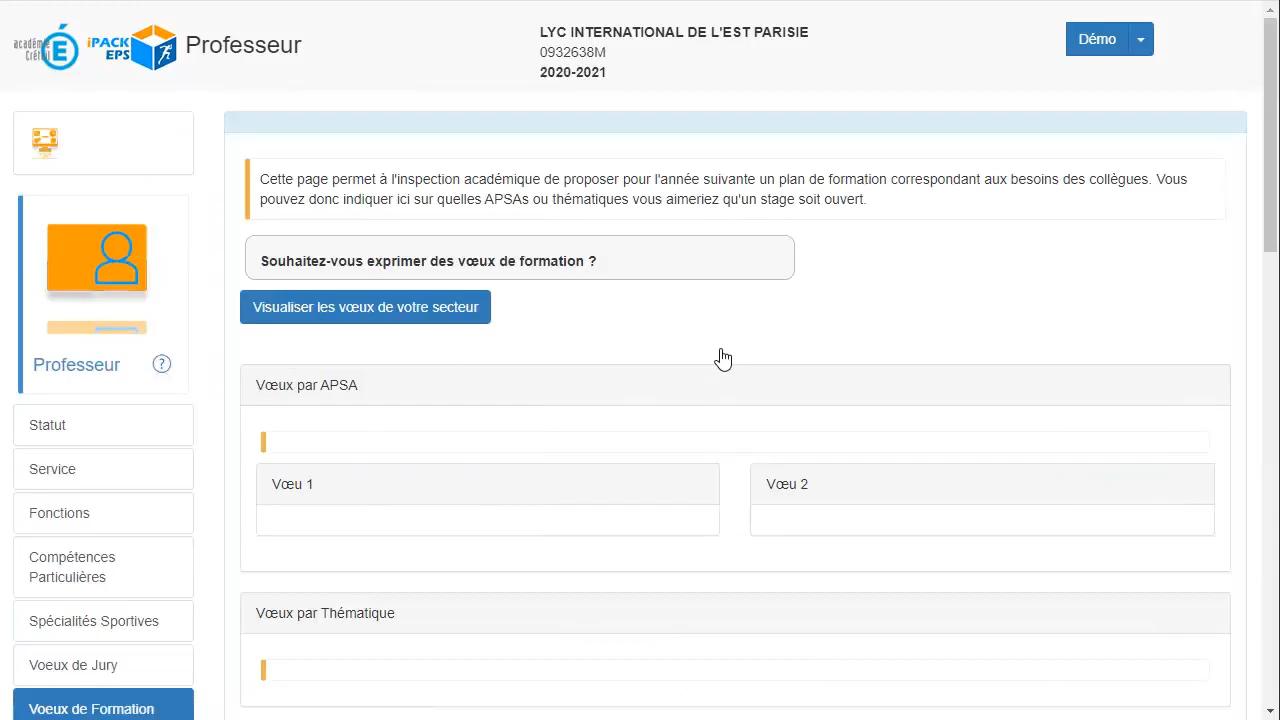 académie
Créteil
iPACK
EPS
Professeur
LYC INTERNATIONAL DE L'EST PARISIE
0932638M
2020-2021
Démo
Cette page permet à l'inspection académique de proposer pour l'année suivante un plan de formation correspondant aux besoins des collègues. Vous
pouvez donc indiquer ici sur quelles APSAs ou thématiques vous aimeriez qu'un stage soit ouvert.
Souhaitez-vous exprimer des vœux de formation ?
Visualiser les vœux de votre secteur
Professeur ?
Statut
Service
Fonctions
Compétences
Particulières
Spécialités Sportives
Voeux de Jury
Voeux de Formation
Vœux par APSA
Vœu 1
Vœu 2
Vœux par Thématique